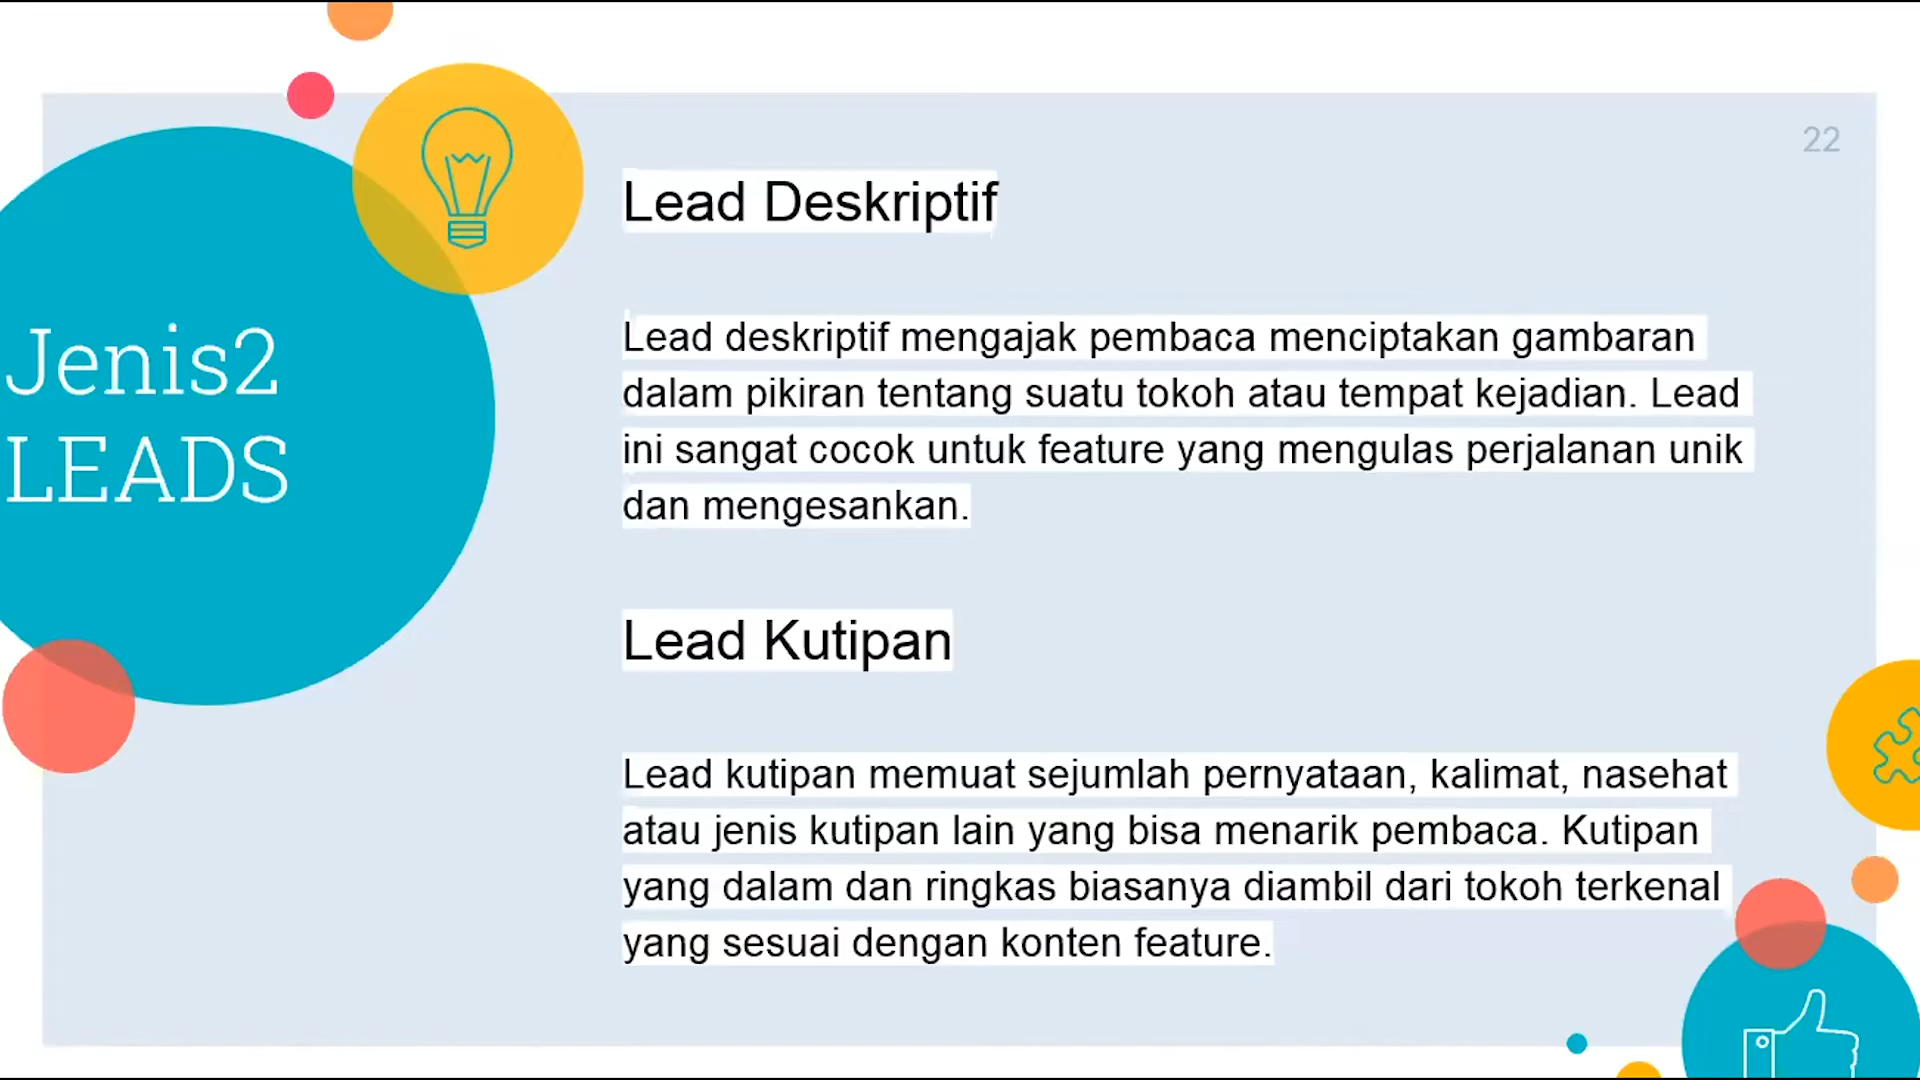 22
Jenis2
LEADS
Lead Deskriptif
Lead deskriptif mengajak pembaca menciptakan gambaran
dalam pikiran tentang suatu tokoh atau tempat kejadian. Lead
ini sangat cocok untuk feature yang mengulas perjalanan unik
dan mengesankan.
Lead Kutipan
Lead kutipan memuat sejumlah pernyataan, kalimat, nasehat
atau jenis kutipan lain yang bisa menarik pembaca. Kutipan
yang dalam dan ringkas biasanya diambil dari tokoh terkenal
yang sesuai dengan konten feature.